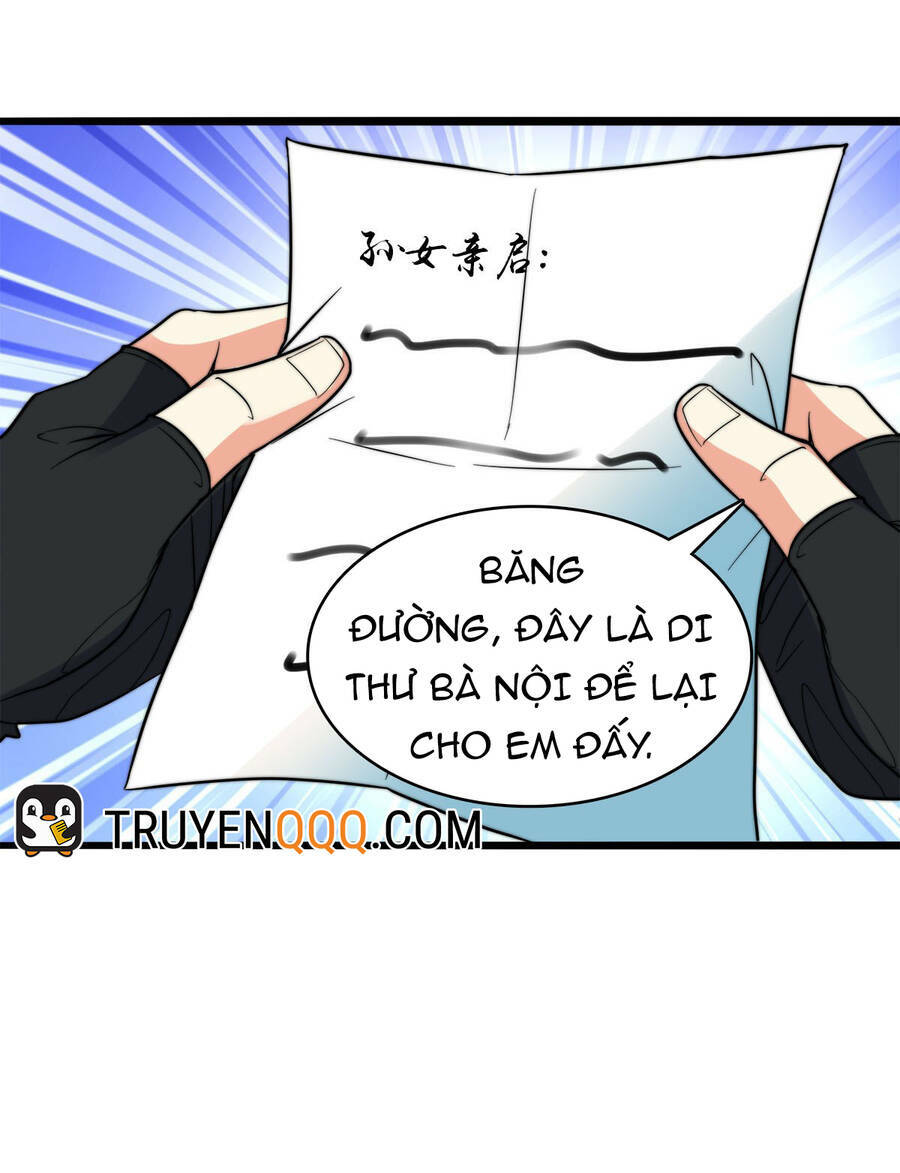 孙女亲启:
BĂNG
ĐƯỜNG, ĐÂY LÀ DI
THƯ BÀ NỘI ĐỂ LẠI
CHO EM ĐẤY.
TRUYENQQQ.COM